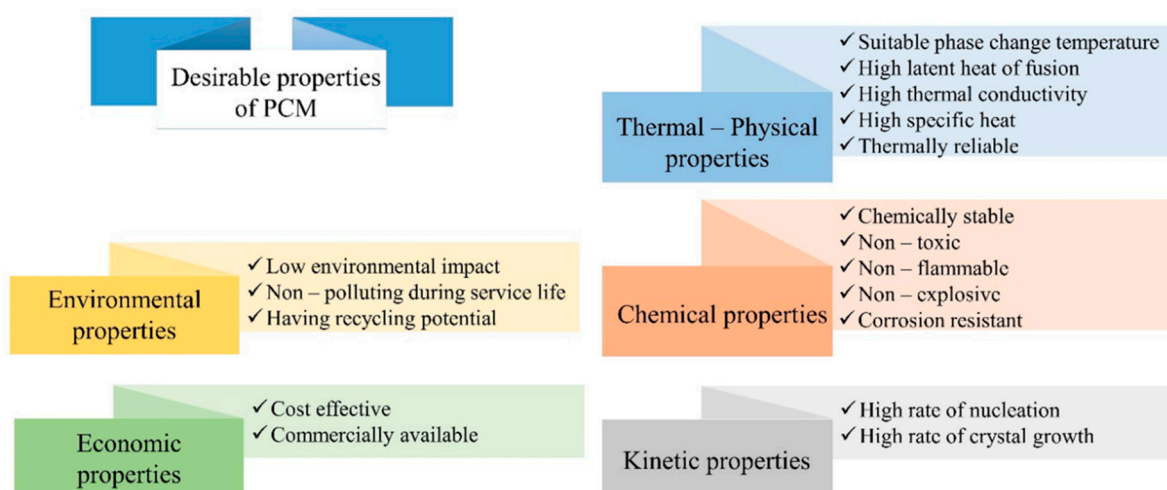 Desirable properties
of PCM
Thermal – Physical
properties
✓ Suitable phase change temperature
✓ High latent heat of fusion
✓ High thermal conductivity
✓ High specific heat
✓ Thermally reliable
Environmental
properties
✓ Low environmental impact
✓ Non – polluting during service life
✓ Having recycling potential
Chemical properties
✓ Chemically stable
✓ Non – toxic
✓ Non – flammable
✓ Non – explosive
✓ Corrosion resistant
Economic
properties
✓ Cost effective
✓ Commercially available
Kinetic properties
✓ High rate of nucleation
✓ High rate of crystal growth